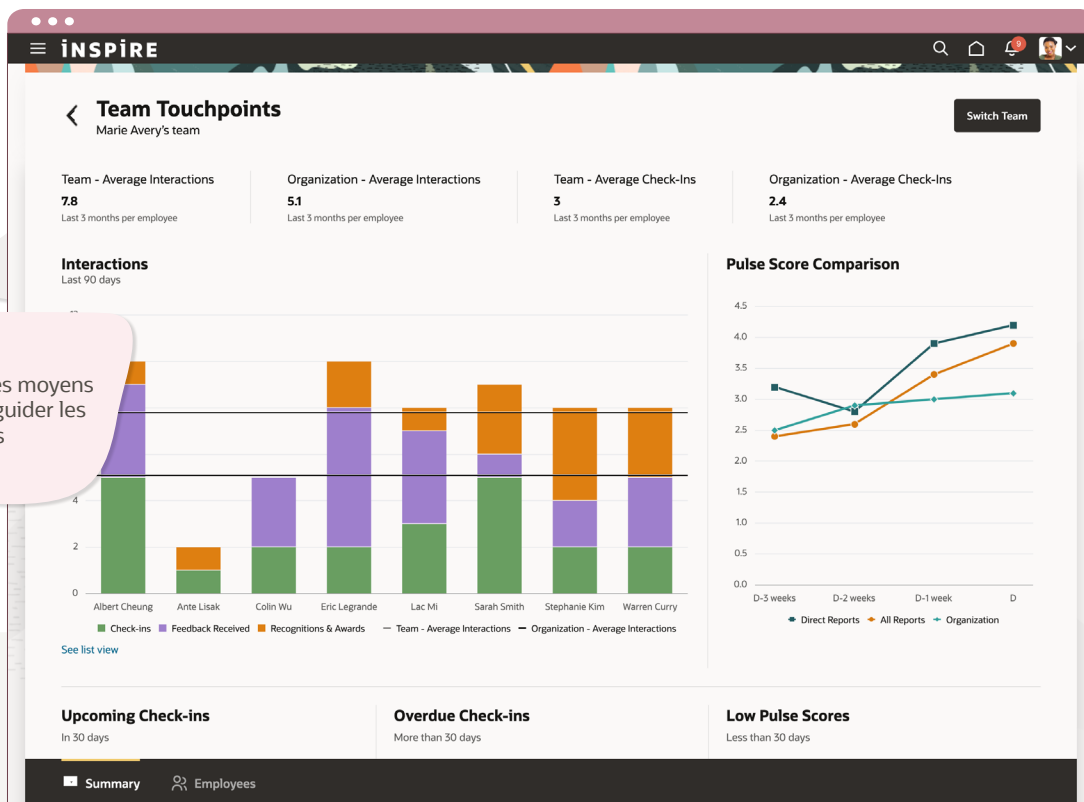 iNSPiRE
9
Team Touchpoints
Marie Avery's team
Switch Team
Team - Average Interactions
7.8
Last 3 months per employee
Organization - Average Interactions
5.1
Last 3 months per employee
Team - Average Check-Ins
3
Last 3 months per employee
Organization - Average Check-Ins
2.4
Last 3 months per employee
Interactions
Last 90 days
es moyens
guider les
s
4
2
0
Albert Cheung Ante Lisak Colin Wu Eric Legrande Lac Mi Sarah Smith Stephanie Kim Warren Curry
Check-ins Feedback Received Recognitions & Awards Team - Average Interactions Organization - Average Interactions
See list view
Pulse Score Comparison
4.5
4.0
3.5
3.0
2.5
2.0
1.5
1.0
0.5
0.0
D-3 weeks D-2 weeks D-1 week D
Direct Reports All Reports Organization
Upcoming Check-ins
In 30 days
Overdue Check-ins
More than 30 days
Low Pulse Scores
Less than 30 days
Summary Employees